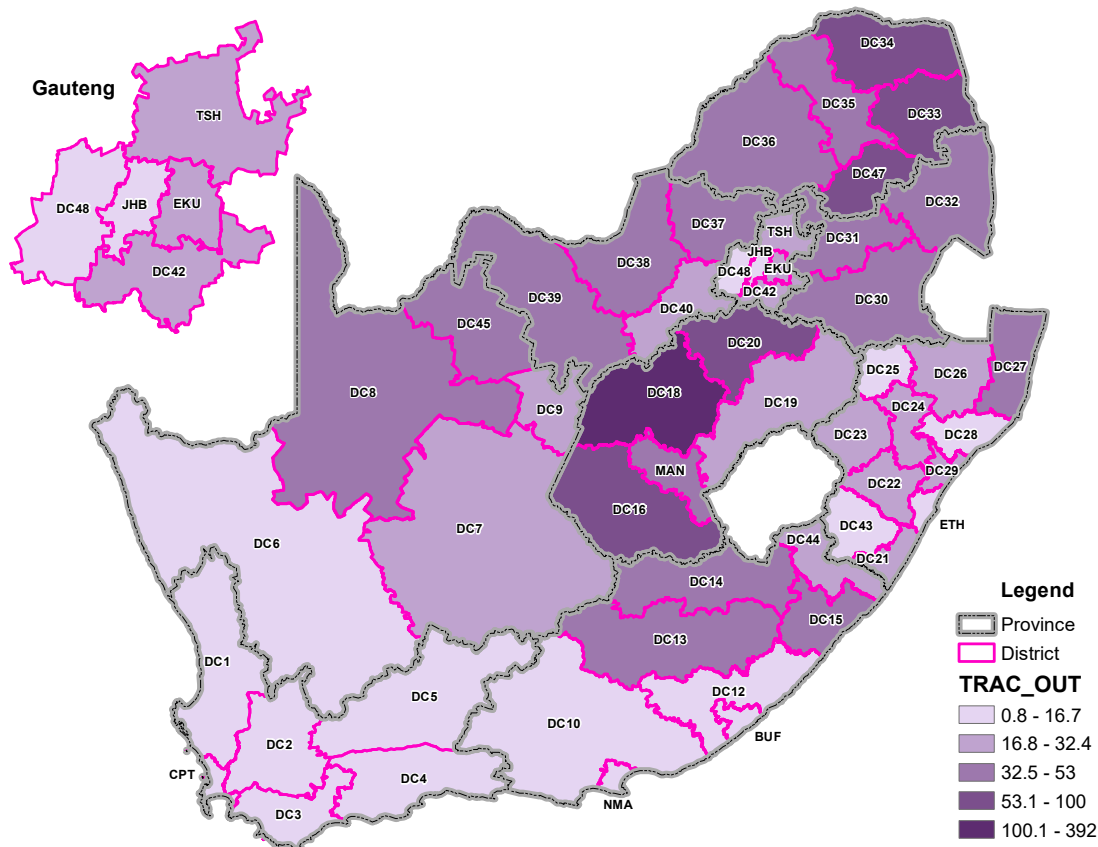 Gauteng
TSH
DC48
JHB
EKU
DC42
DC34
DC35
DC33
DC36
DC47
DC32
DC37
TSH
DC31
JHB
DC48
EKU
DC42
DC38
DC39
DC40
DC30
DC45
DC20
DC8
DC9
DC18
DC19
DC25
DC26
DC27
DC24
DC23
DC28
MAN
DC29
DC22
DC16
ETH
DC43
DC7
DC44
DC21
DC6
DC14
DC15
DC13
DC1
DC5
DC12
DC10
BUF
DC2
CPT
DC4
NMA
DC3
Legend
Province
District
TRAC_OUT
0.8 - 16.7
16.8 - 32.4
32.5 - 53
53.1 - 100
100.1 - 392